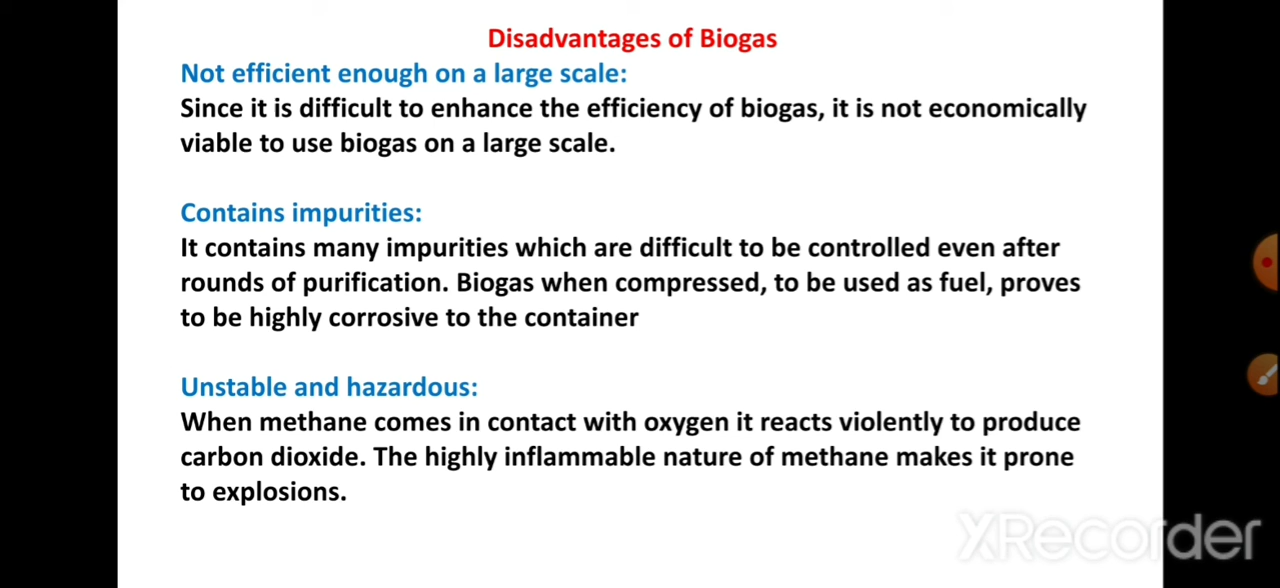 Disadvantages of Biogas
Not efficient enough on a large scale:
Since it is difficult to enhance the efficiency of biogas, it is not economically
viable to use biogas on a large scale.
Contains impurities:
It contains many impurities which are difficult to be controlled even after
rounds of purification. Biogas when compressed, to be used as fuel, proves
to be highly corrosive to the container
Unstable and hazardous:
When methane comes in contact with oxygen it reacts violently to produce
carbon dioxide. The highly inflammable nature of methane makes it prone
to explosions.
XRecorder